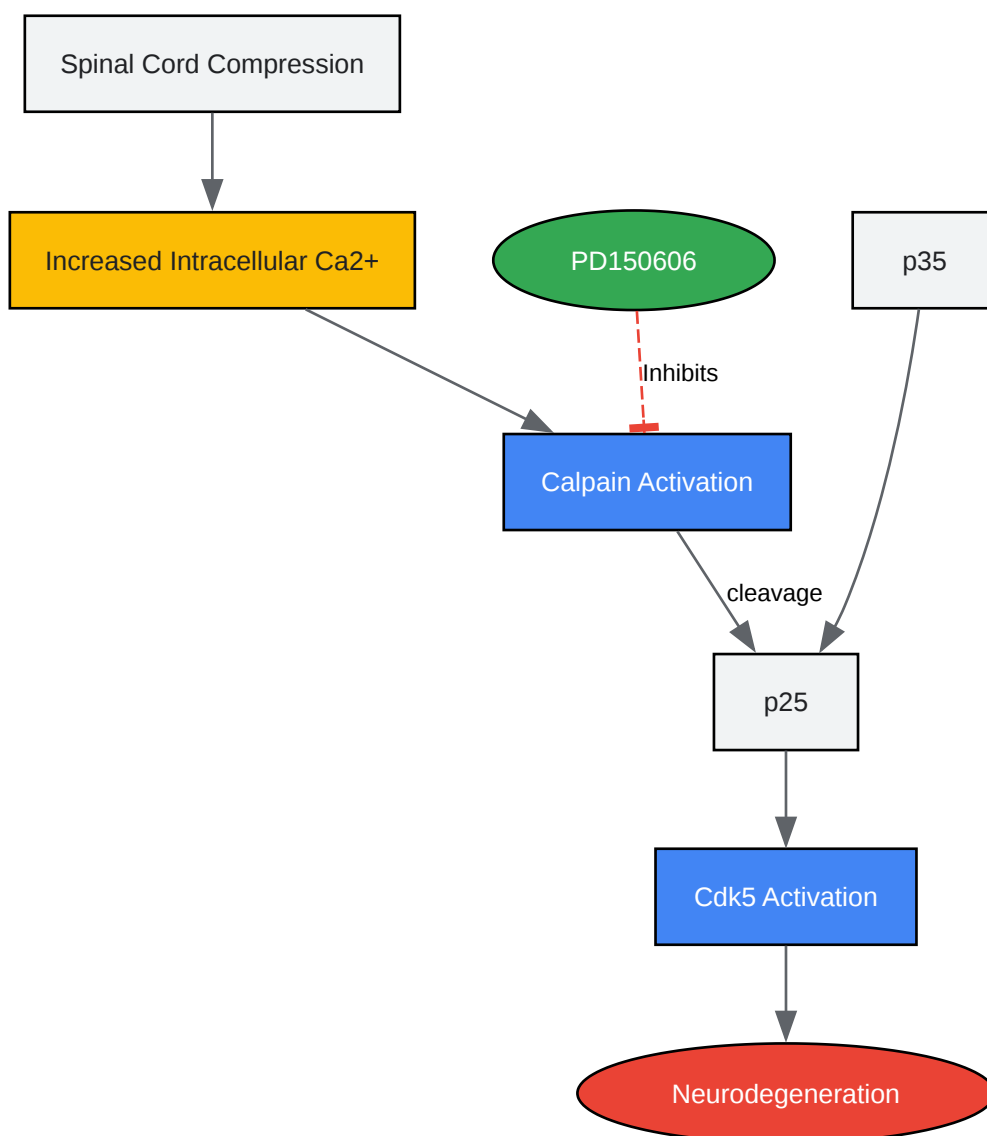 Spinal Cord Compression
Increased Intracellular Ca2+
PD150606
p35
Inhibits
Calpain Activation
cleavage
p25
Cdk5 Activation
Neurodegeneration